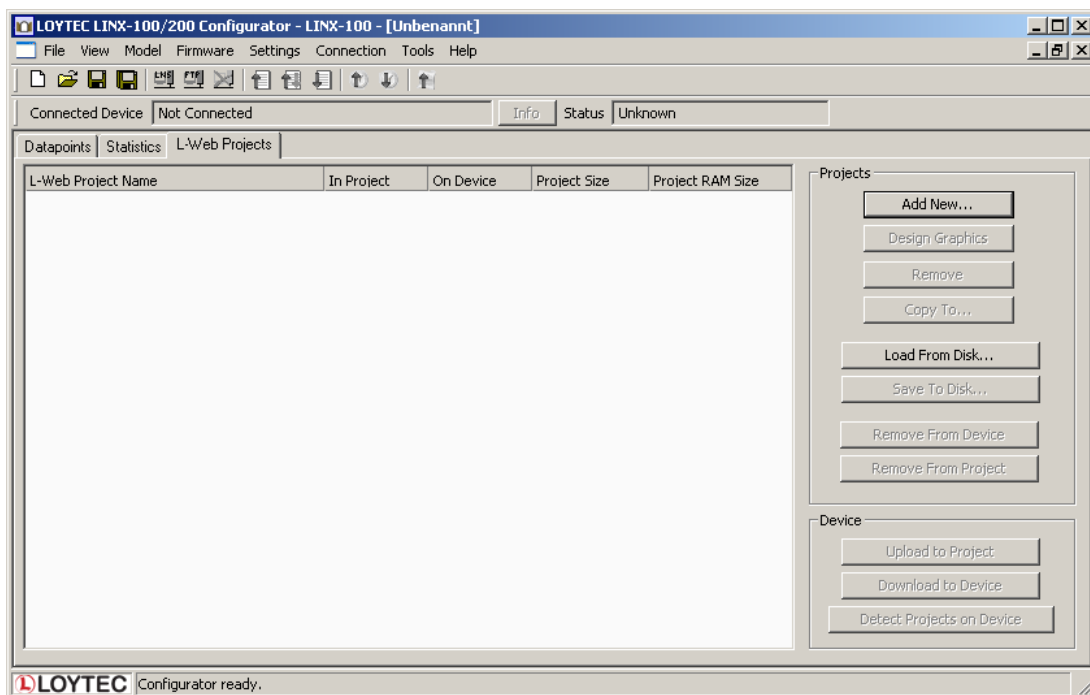 LOYTEC LINX-100/200 Configurator - LINX-100 - [Unbenannt]
File View Model Firmware Settings Connection Tools Help
LNS FTP
Connected Device Not Connected Info Status Unknown
Datapoints Statistics L-Web Projects
L-Web Project Name In Project On Device Project Size Project RAM Size
Projects
Add New...
Design Graphics
Remove
Copy To...
Load From Disk...
Save To Disk...
Remove From Device
Remove From Project
Device
Upload to Project
Download to Device
Detect Projects on Device
LOYTEC Configurator ready.